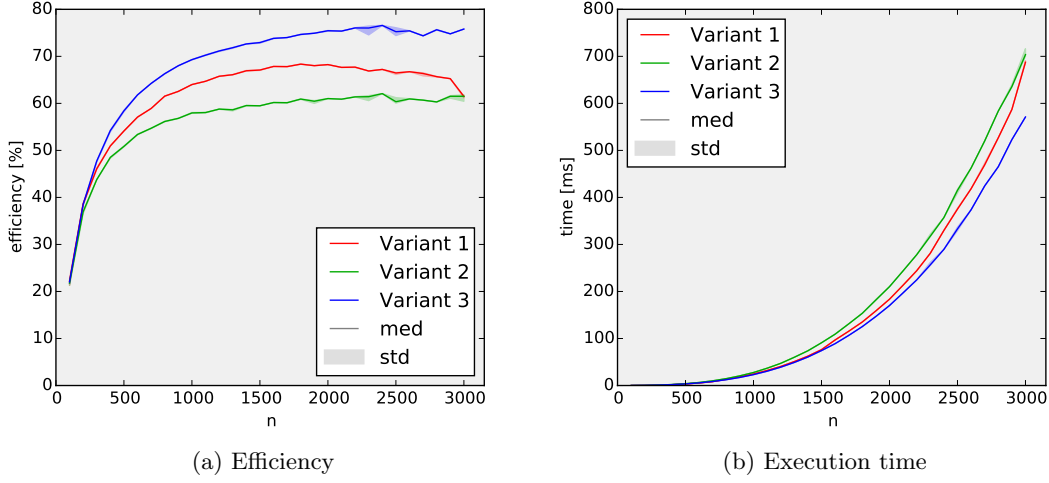 80
70
60
50
40
30
20
10
0
efficiency [%]
0
500
1000
1500
2000
2500
3000
n
Variant 1
Variant 2
Variant 3
med
std
(a) Efficiency
800
700
600
500
400
300
200
100
0
time [ms]
0
500
1000
1500
2000
2500
3000
n
Variant 1
Variant 2
Variant 3
med
std
(b) Execution time